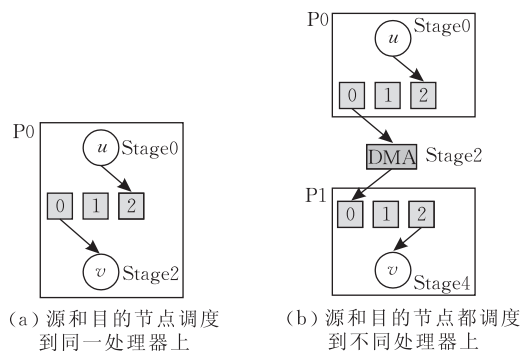 P0
u
Stage0
0 1 2
v
Stage2
(a) 源和目的节点调度
到同一处理器上
P0
u
Stage0
0 1 2
DMA
Stage2
P1
0 1 2
v
Stage4
(b) 源和目的节点都调度
到不同处理器上